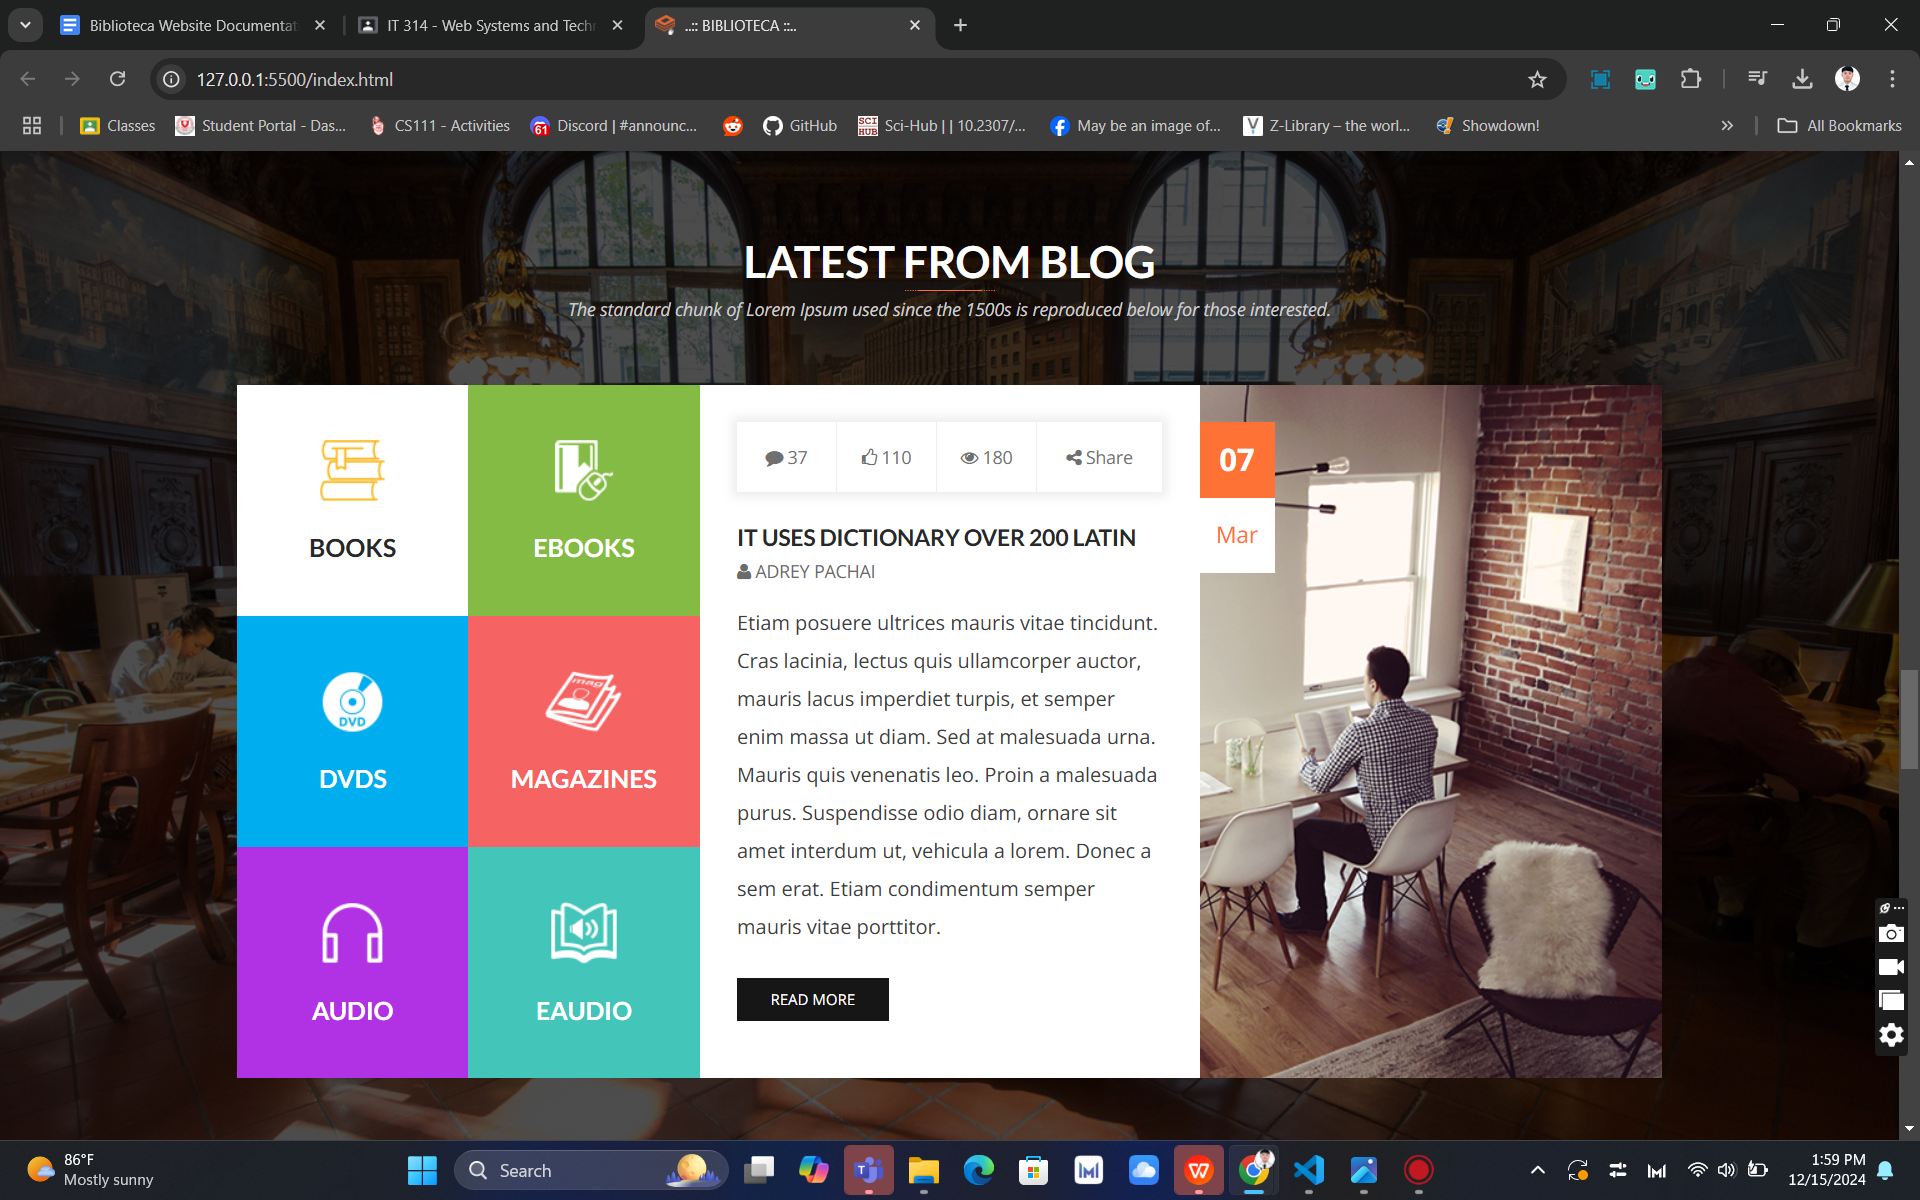 Biblioteca Website Documentat
IT 314 - Web Systems and Techn
..:: BIBLIOTECA ::..
127.0.0.1:5500/index.html
Classes
Student Portal - Das...
CS111 - Activities
61
Discord | #announc...
GitHub
SCI
HUB
Sci-Hub | | 10.2307/...
May be an image of...
Z-Library – the worl...
Showdown!
All Bookmarks
LATEST FROM BLOG
The standard chunk of Lorem Ipsum used since the 1500s is reproduced below for those interested.
BOOKS
EBOOKS
DVD
DVDS
mag
MAGAZINES
AUDIO
EAUDIO
37
110
180
Share
IT USES DICTIONARY OVER 200 LATIN
ADREY PACHAI
Etiam posuere ultrices mauris vitae tincidunt.
Cras lacinia, lectus quis ullamcorper auctor,
mauris lacus imperdiet turpis, et semper
enim massa ut diam. Sed at malesuada urna.
Mauris quis venenatis leo. Proin a malesuada
purus. Suspendisse odio diam, ornare sit
amet interdum ut, vehicula a lorem. Donec a
sem erat. Etiam condimentum semper
mauris vitae porttitor.
READ MORE
07
Mar
86°F
Mostly sunny
Search
1:59 PM
12/15/2024